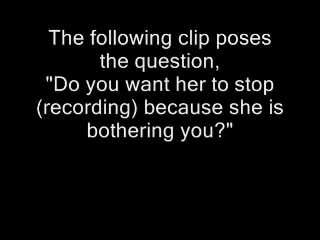 The following clip poses
the question,
"Do you want her to stop
(recording) because she is
bothering you?"